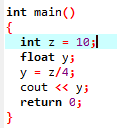 int main()
{
int z = 10;
float y;
y = z/4;
cout << y;
return 0;
}